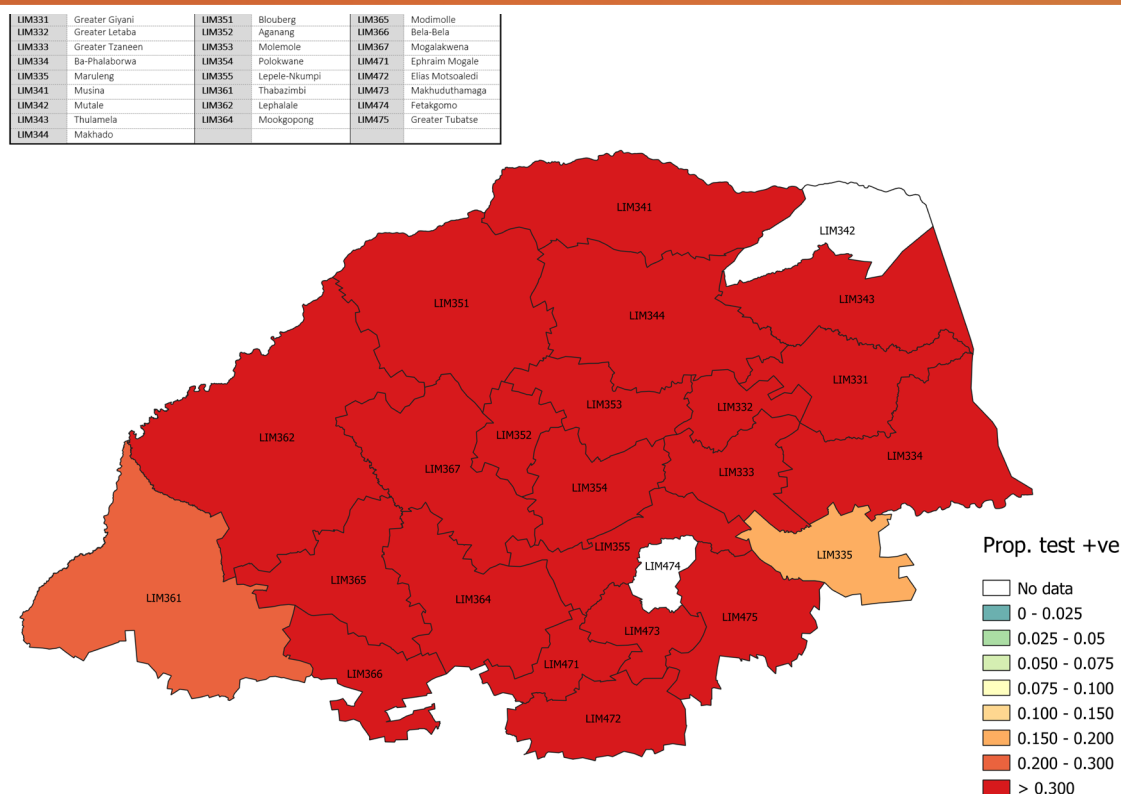 LIM331 Greater Giyani LIM351 Blouberg LIM365 Modimolle
LIM332 Greater Letaba LIM352 Aganang LIM366 Bela-Bela
LIM333 Greater Tzaneen LIM353 Molemole LIM367 Mogalakwena
LIM334 Ba-Phalaborwa LIM354 Polokwane LIM471 Ephraim Mogale
LIM335 Maruleng LIM355 Lepele-Nkumpi LIM472 Elias Motsoaledi
LIM341 Musina LIM361 Thabazimbi LIM473 Makhuduthamaga
LIM342 Mutale LIM362 Lephalale LIM474 Fetakgomo
LIM343 Thulamela LIM364 Mookgopong LIM475 Greater Tubatse
LIM344 Makhado
LIM341
LIM342
LIM351
LIM343
LIM344
LIM331
LIM353
LIM332
LIM362
LIM352
LIM334
LIM367
LIM333
LIM354
LIM355
LIM335
LIM474
LIM365
LIM361
LIM364
LIM475
LIM473
LIM471
LIM366
LIM472
Prop. test +ve
No data
0 - 0.025
0.025 - 0.05
0.050 - 0.075
0.075 - 0.100
0.100 - 0.150
0.150 - 0.200
0.200 - 0.300
> 0.300